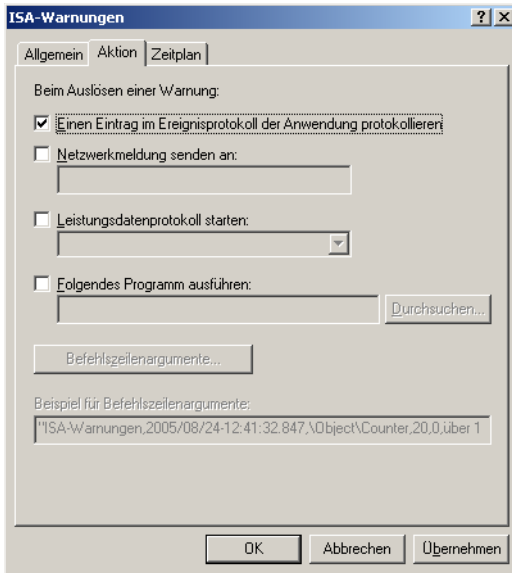 ISA-Warnungen
Allgemein Aktion Zeitplan
Beim Auslösen einer Warnung:
Einen Eintrag im Ereignisprotokoll der Anwendung protokollieren
Netzwerkmeldung senden an:
Leistungsdatenprotokoll starten:
Folgendes Programm ausführen:
Durchsuchen...
Befehlszeilenargumente...
Beispiel für Befehlszeilenargumente:
"ISA-Warnungen,2005/08/24-12:41:32.847,\Object\Counter,20,0,über 1
OK Abbrechen Übernehmen